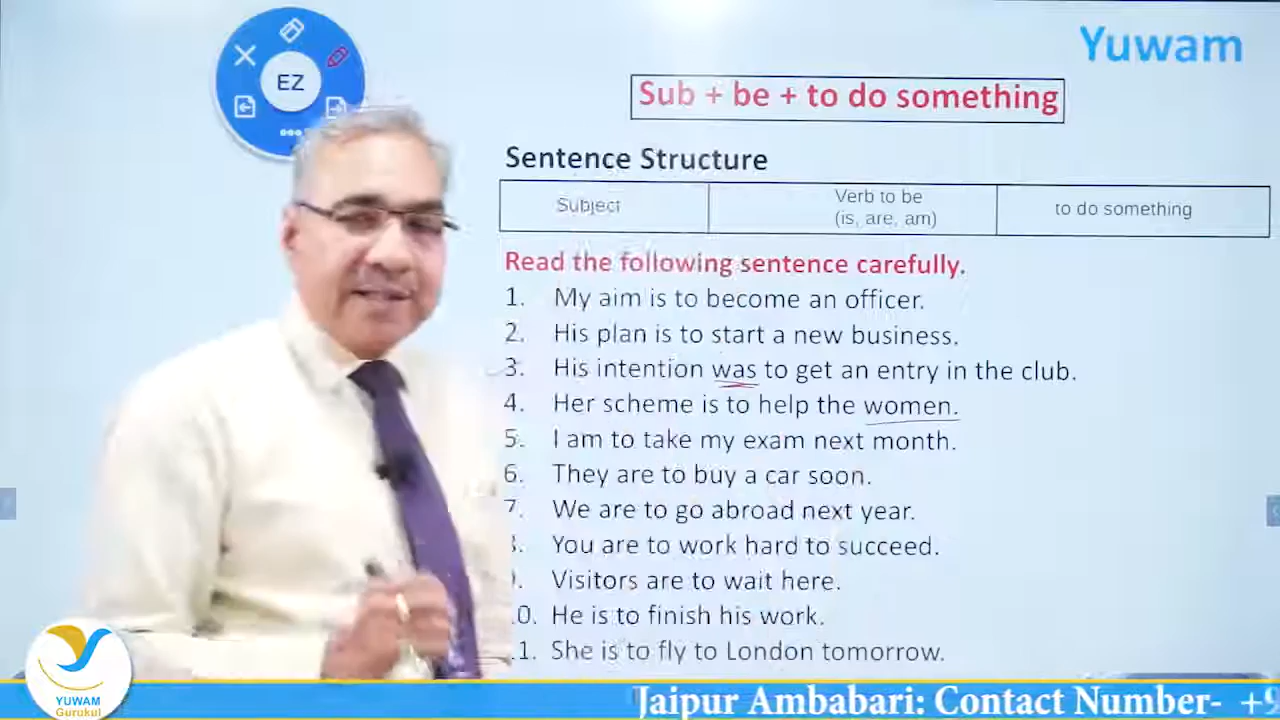 Yuwam
EZ
Sub + be + to do something
Sentence Structure
Subject
Verb to be
(is, are, am)
to do something
Read the following sentence carefully.
1. My aim is to become an officer.
2. His plan is to start a new business.
3. His intention was to get an entry in the club.
4. Her scheme is to help the women.
5. I am to take my exam next month.
6. They are to buy a car soon.
7. We are to go abroad next year.
. You are to work hard to succeed.
. Visitors are to wait here.
0. He is to finish his work.
1. She is to fly to London tomorrow.
YUWAM
Gurukul
Jaipur Ambabari: Contact Number- +9